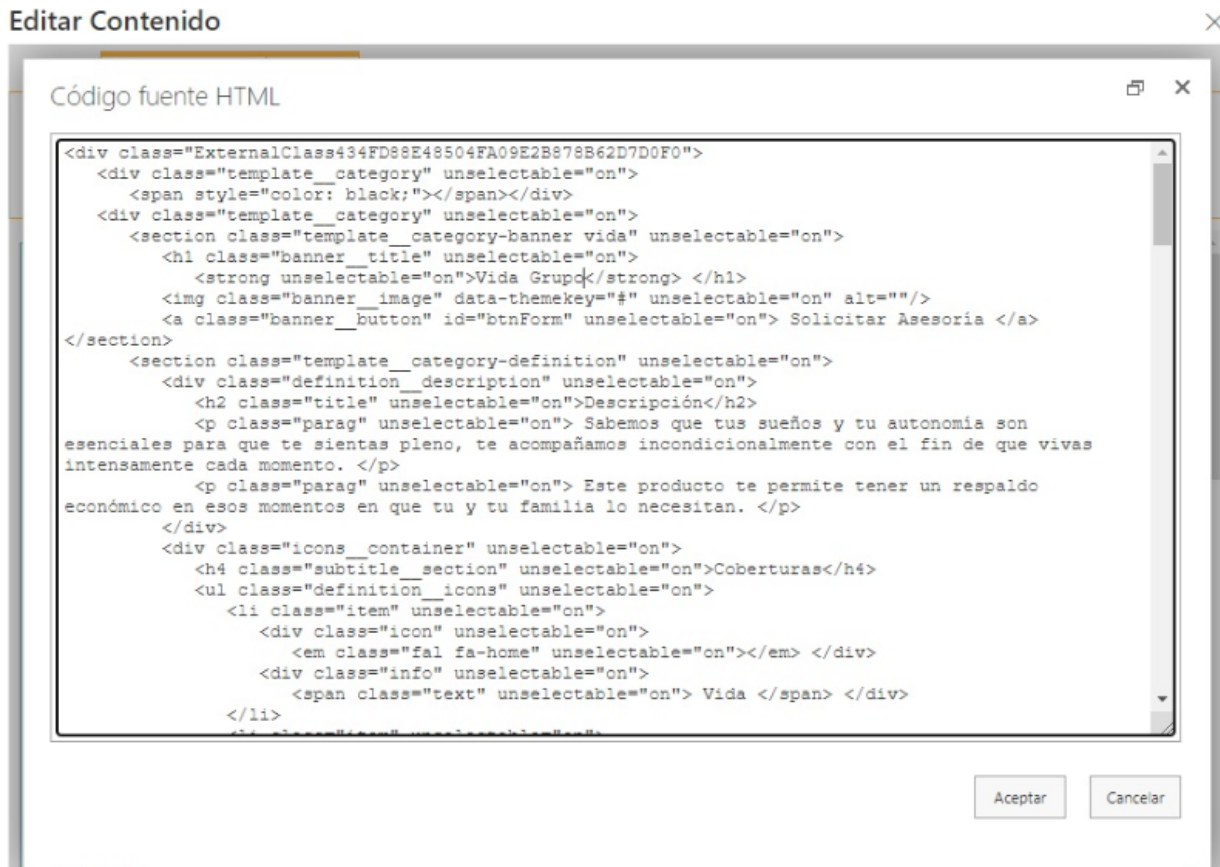 Editar Contenido
Código fuente HTML
<div class="ExternalClass434FD88E48504FA09E2B878B62D7D0F0">
<div class="template__category" unselectable="on">
<span style="color: black;"></span></div>
<div class="template__category" unselectable="on">
<section class="template__category-banner vida" unselectable="on">
<h1 class="banner__title" unselectable="on">
<strong unselectable="on">Vida Grupo</strong> </h1>
<img class="banner__image" data-themekey="#" unselectable="on" alt=""/>
<a class="banner__button" id="btnForm" unselectable="on"> Solicitar Asesoría </a>
</section>
<section class="template__category-definition" unselectable="on">
<div class="definition__description" unselectable="on">
<h2 class="title" unselectable="on">Descripción</h2>
<p class="parag" unselectable="on"> Sabemos que tus sueños y tu autonomía son
esenciales para que te sientas pleno, te acompañamos incondicionalmente con el fin de que vivas
intensamente cada momento. </p>
<p class="parag" unselectable="on"> Este producto te permite tener un respaldo
económico en esos momentos en que tu y tu familia lo necesitan. </p>
</div>
<div class="icons__container" unselectable="on">
<h4 class="subtitle__section" unselectable="on">Coberturas</h4>
<ul class="definition__icons" unselectable="on">
<li class="item" unselectable="on">
<div class="icon" unselectable="on">
<em class="fal fa-home" unselectable="on"></em> </div>
<div class="info" unselectable="on">
<span class="text" unselectable="on"> Vida </span> </div>
</li>
<li class="item" unselectable="on">
Aceptar Cancelar